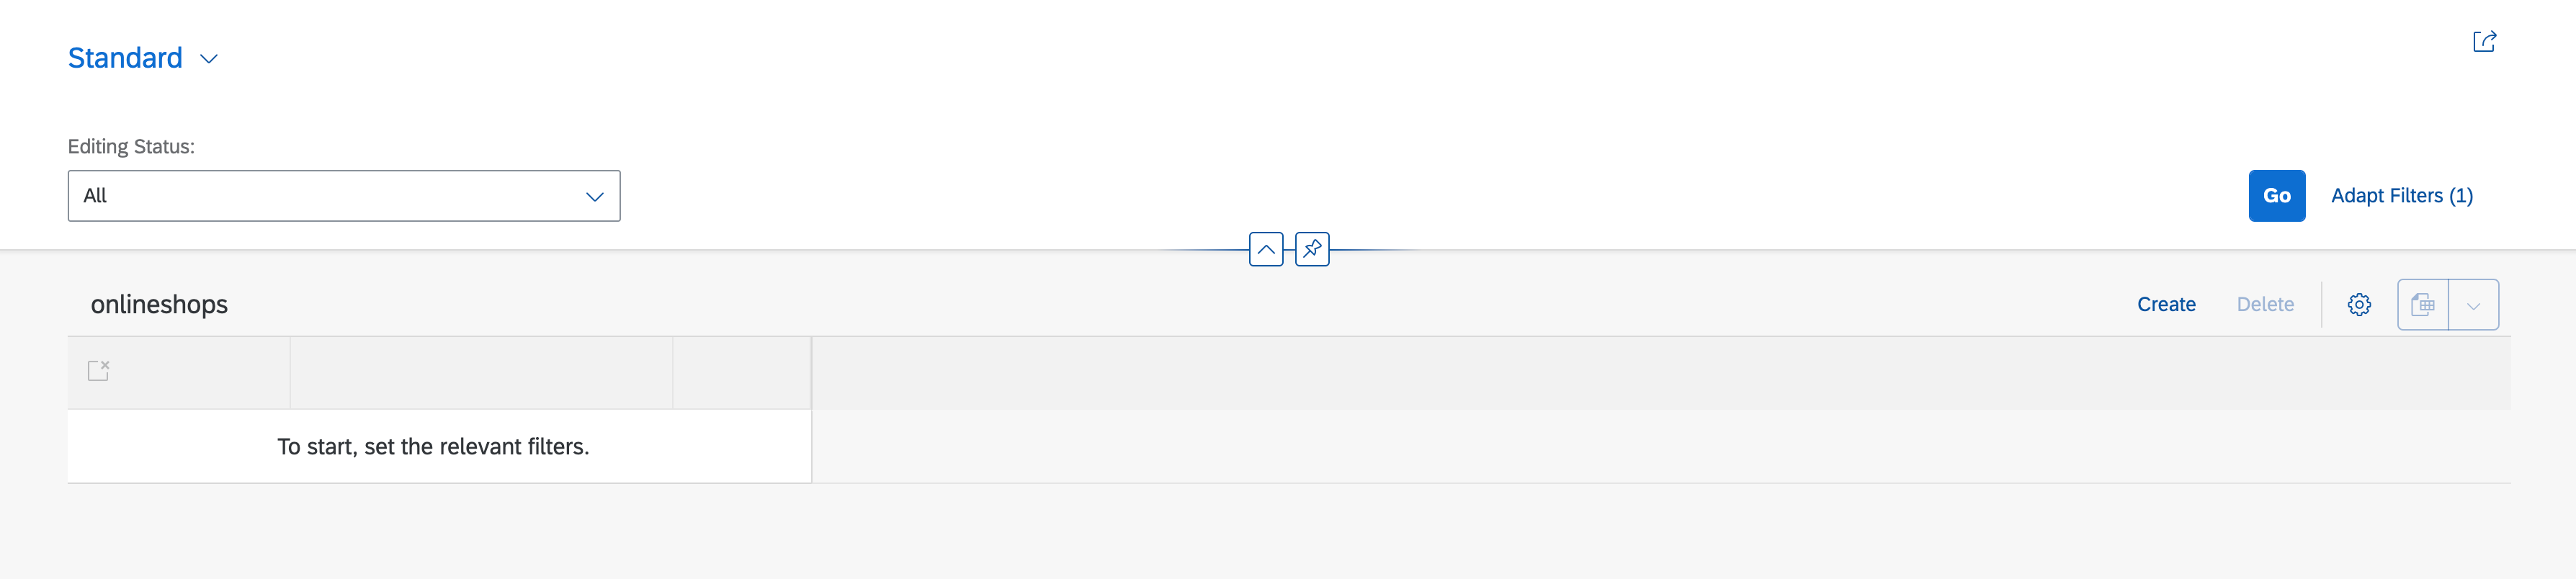 Standard
Editing Status:
All
Go
Adapt Filters (1)
onlineshops
Create
Delete
To start, set the relevant filters.